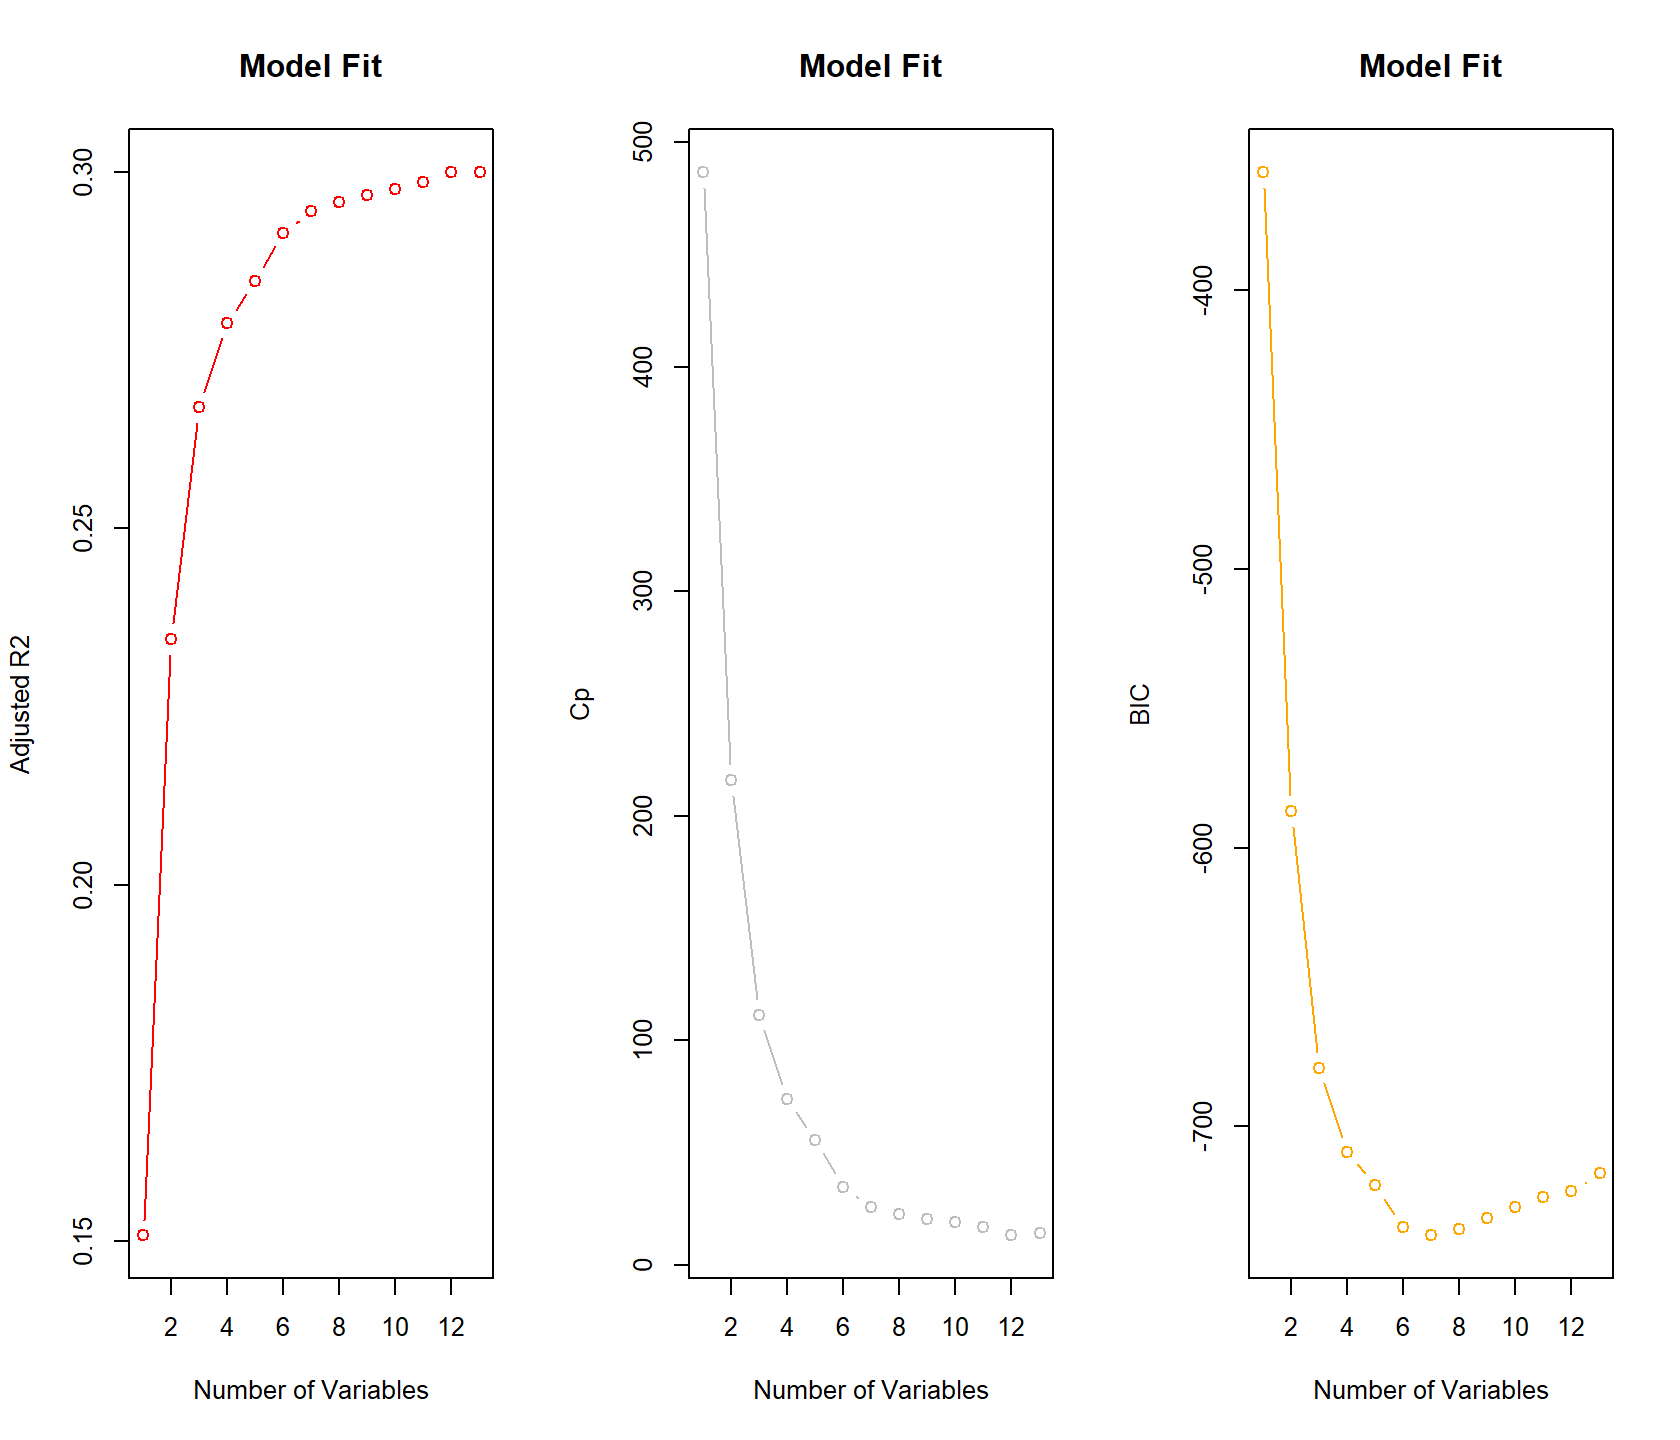 Model Fit
Adjusted R2
0.30
0.25
0.20
0.15
2 4 6 8 10 12
Number of Variables
Model Fit
Cp
500
400
300
200
100
0
2 4 6 8 10 12
Number of Variables
Model Fit
BIC
-400
-500
-600
-700
2 4 6 8 10 12
Number of Variables